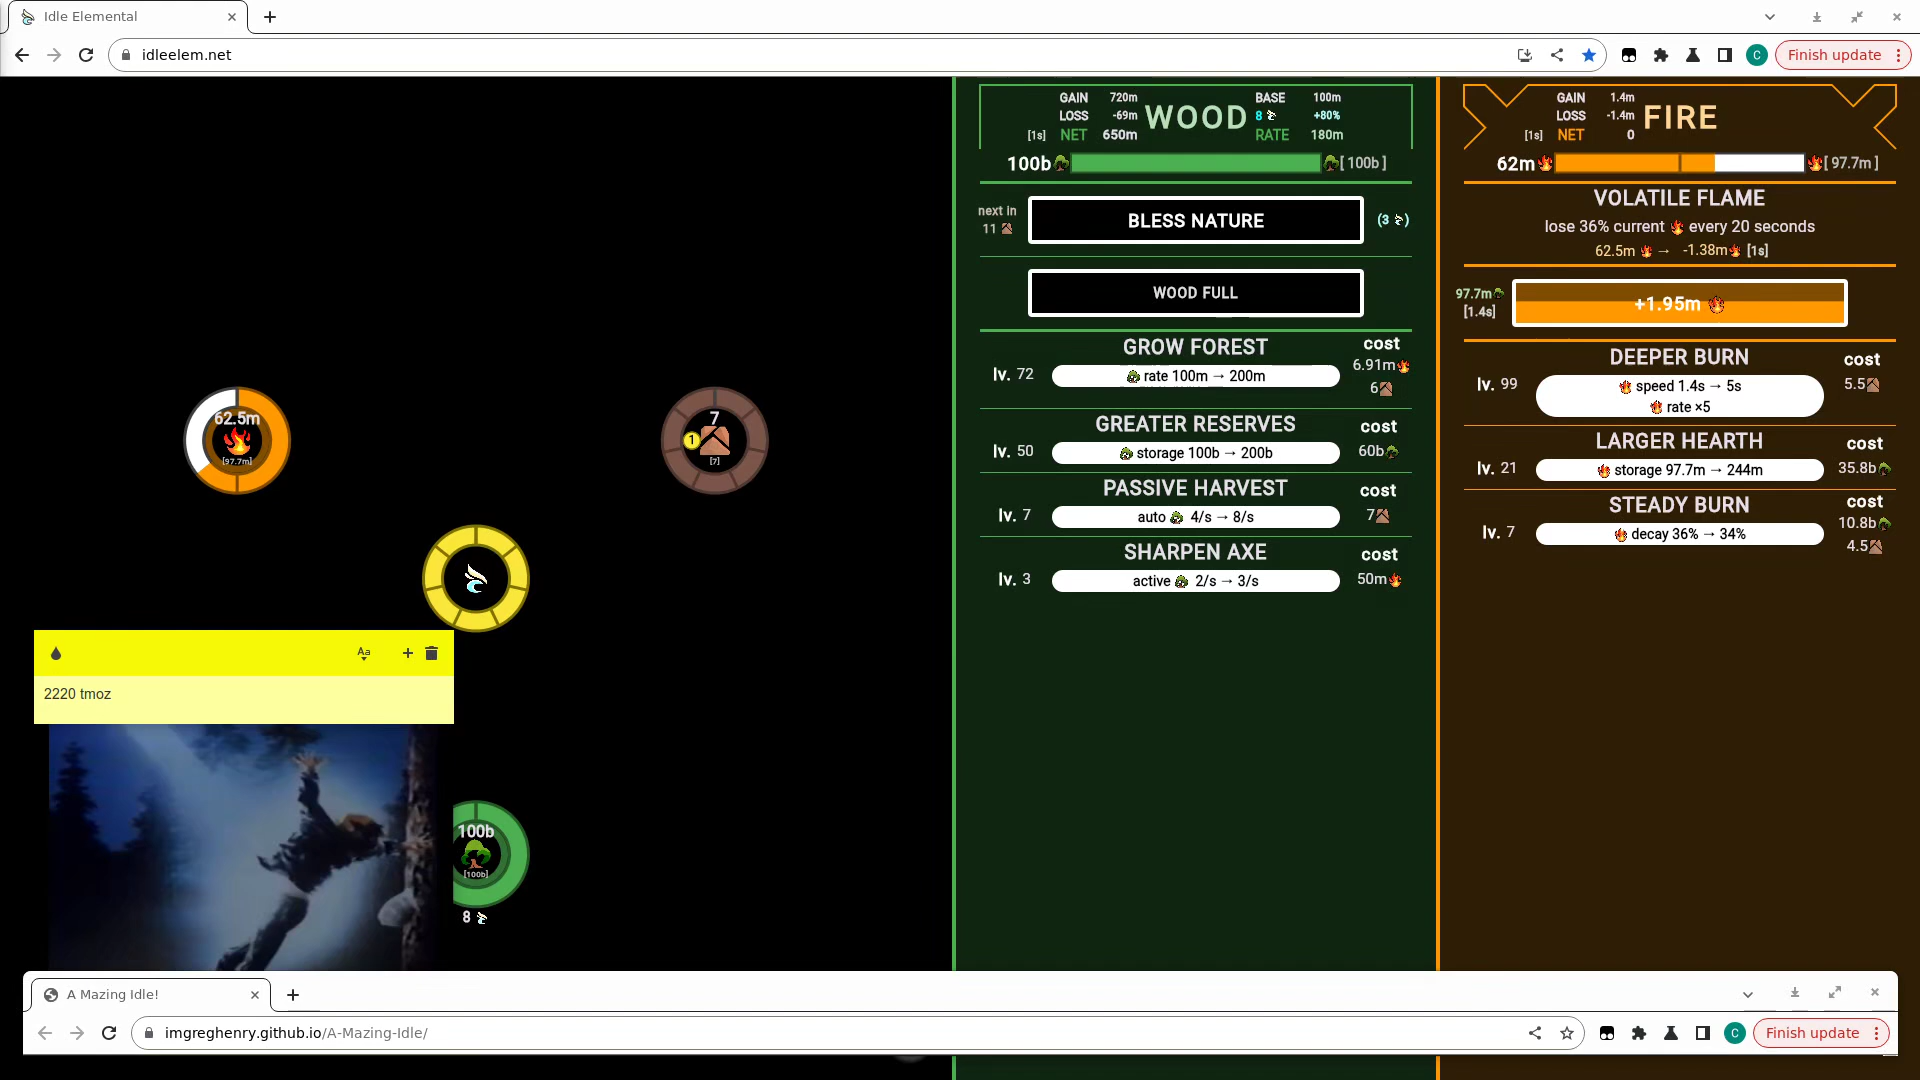 Idle Elemental
idleelem.net
C
Finish update
GAIN 720m
LOSS -69m
[1s] NET 650m
WOOD
BASE 100m
8 +80%
RATE 180m
100b [ 100b ]
next in
11
BLESS NATURE
(3 )
WOOD FULL
GROW FOREST
lv. 72
rate 100m → 200m
cost
6.91m
6
GREATER RESERVES
lv. 50
storage 100b → 200b
cost
60b
PASSIVE HARVEST
lv. 7
auto 4/s → 8/s
cost
7
SHARPEN AXE
lv. 3
active 2/s → 3/s
cost
50m
GAIN 1.4m
LOSS -1.4m
[1s] NET 0
FIRE
62m [ 97.7m ]
VOLATILE FLAME
lose 36% current every 20 seconds
62.5m → -1.38m [1s]
97.7m
[1.4s]
+1.95m
DEEPER BURN
lv. 99
speed 1.4s → 5s
rate ×5
cost
5.5
LARGER HEARTH
lv. 21
storage 97.7m → 244m
cost
35.8b
STEADY BURN
lv. 7
decay 36% → 34%
cost
10.8b
4.5
62.5m
[97.7m]
7
1
[7]
Aa
2220 tmoz
100b
[100b]
8
A Mazing Idle!
imgreghenry.github.io/A-Mazing-Idle/
C
Finish update